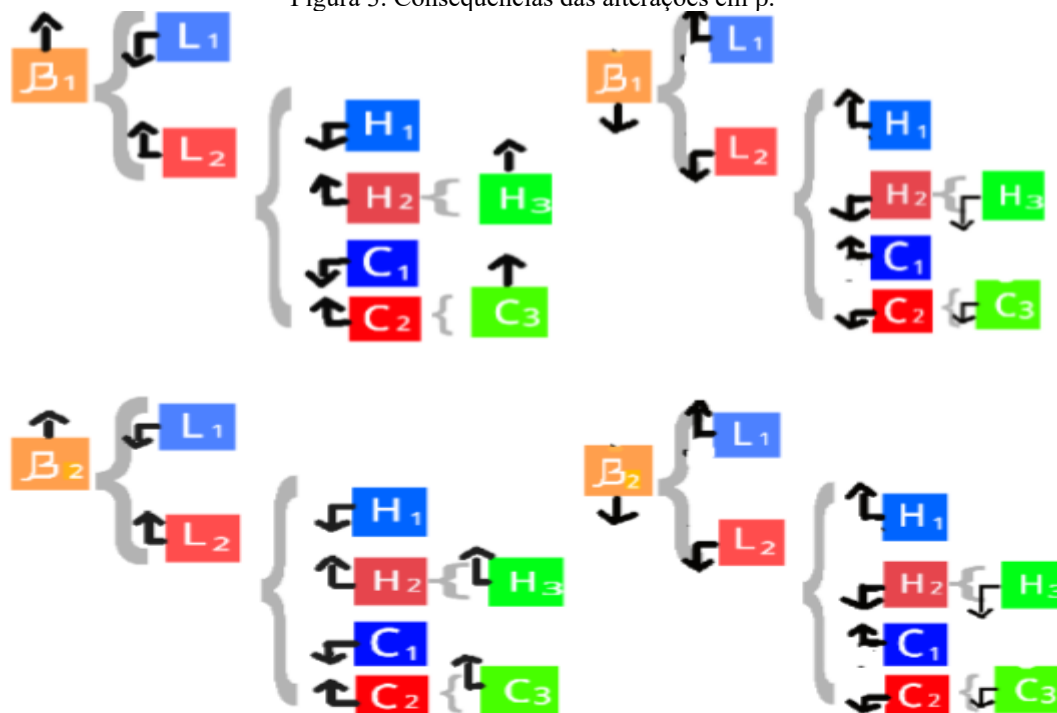 Figura 3. Consequências das alterações em β.
β1
L1
L2
H1
H2
H3
C1
C2
C3
β1
L1
L2
H1
H2
H3
C1
C2
C3
β2
L1
L2
H1
H2
H3
C1
C2
C3
β2
L1
L2
H1
H2
H3
C1
C2
C3